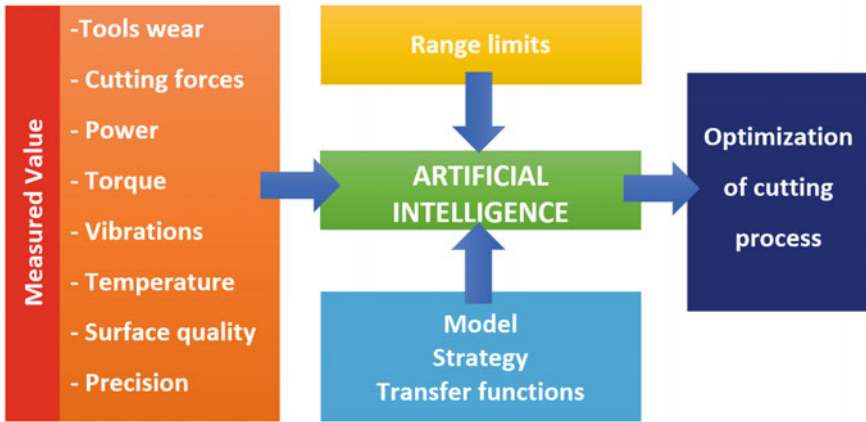 Measured Value
-Tools wear
- Cutting forces
- Power
- Torque
- Vibrations
- Temperature
- Surface quality
- Precision
Range limits
ARTIFICIAL
INTELLIGENCE
Model
Strategy
Transfer functions
Optimization
of cutting
process